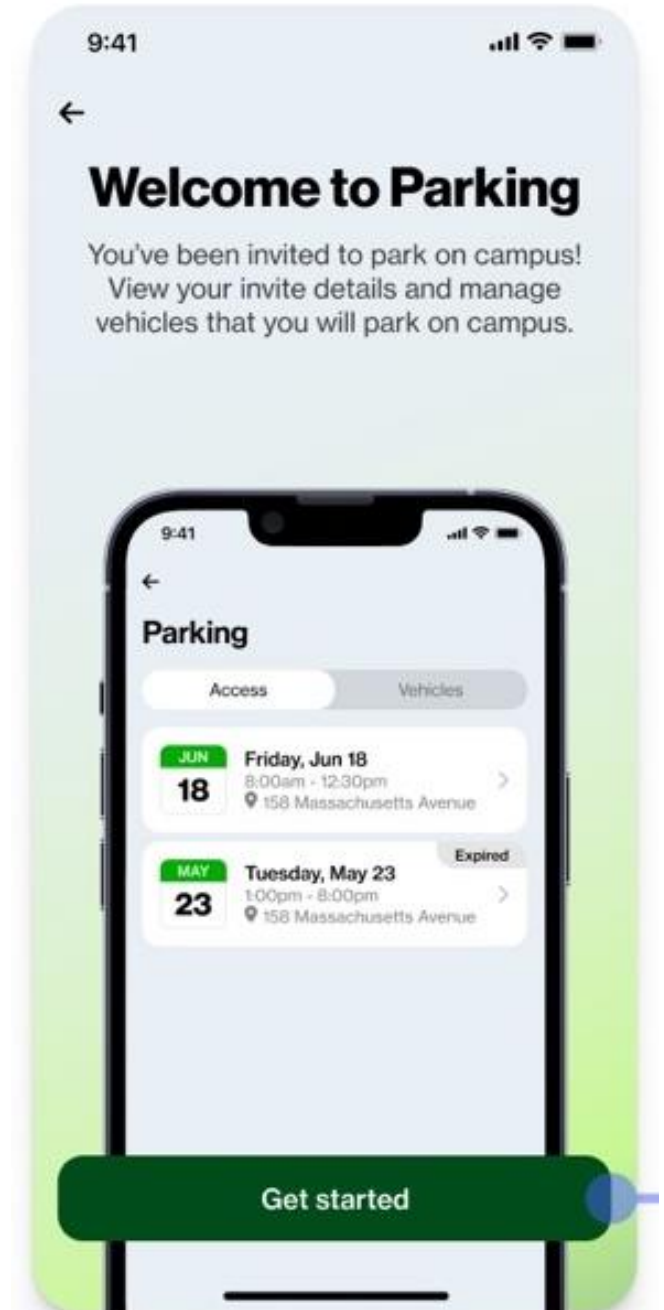 9:41
Welcome to Parking
You've been invited to park on campus!
View your invite details and manage
vehicles that you will park on campus.
9:41
Parking
Access
Vehicles
JUN
18
Friday, Jun 18
8:00am - 12:30pm
158 Massachusetts Avenue
Expired
MAY
23
Tuesday, May 23
1:00pm - 8:00pm
158 Massachusetts Avenue
Get started